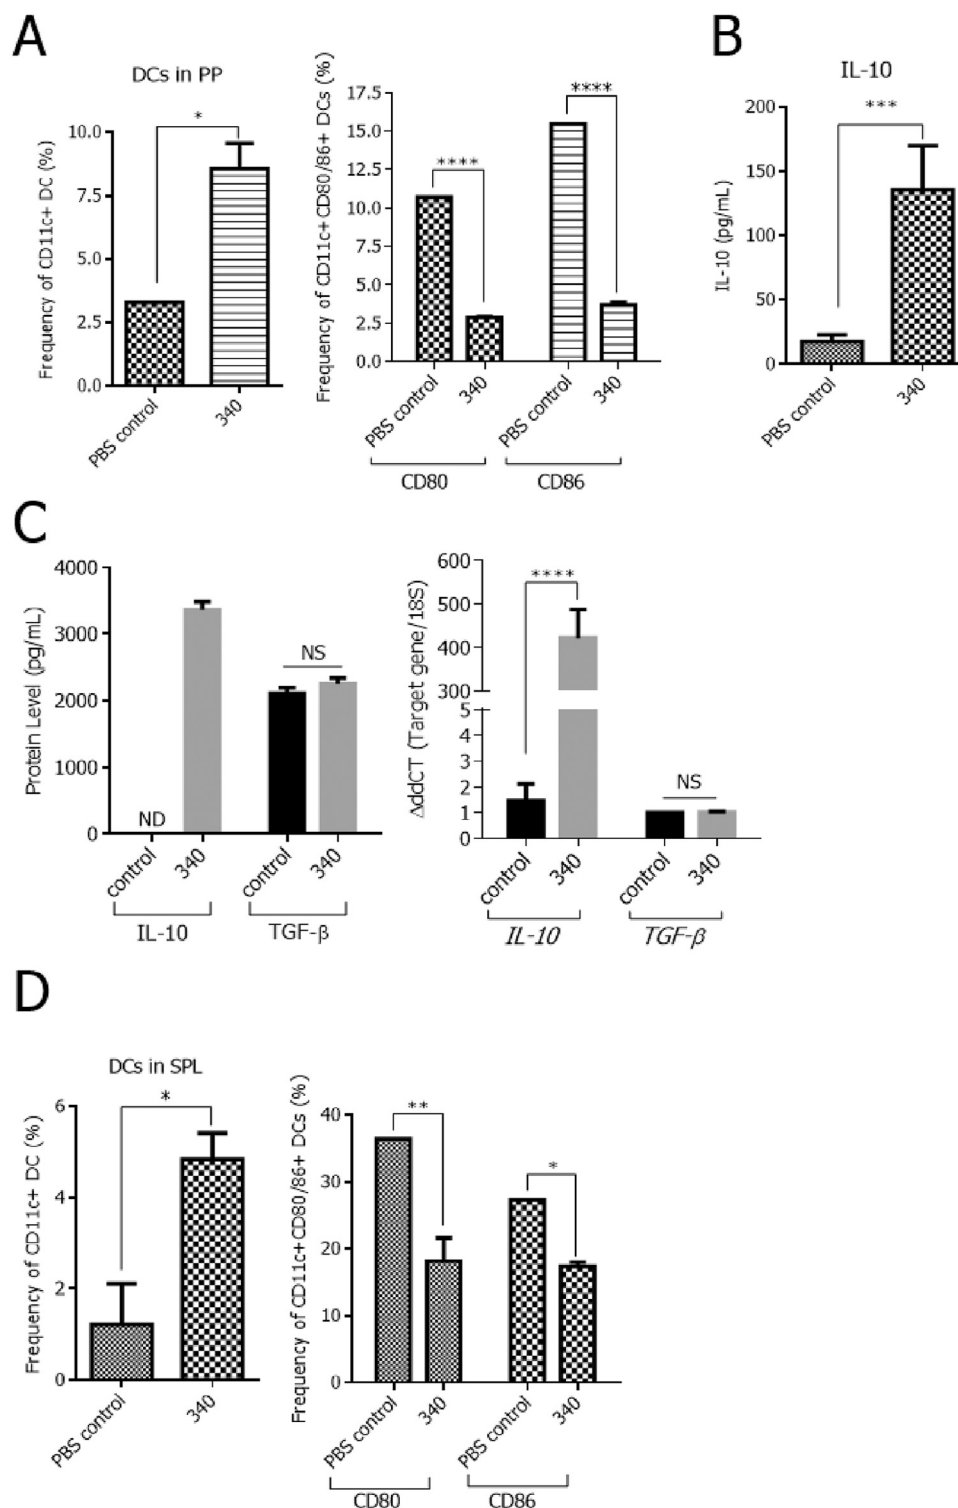 A
DCs in PP
Frequency of CD11c+ DC (%)
10.0
7.5
5.0
2.5
0.0
*
PBS control
340
Frequency of CD11c+CD80/86+ DCs (%)
17.5
15.0
12.5
10.0
7.5
5.0
2.5
0.0
****
****
PBS control
340
PBS control
340
CD80
CD86
B
IL-10
IL-10 (pg/mL)
200
150
100
50
0
***
PBS control
340
C
Protein Level (pg/mL)
4000
3000
2000
1000
0
ND
NS
control
340
control
340
IL-10
TGF-β
ΔddCT (Target gene/18S)
600
500
400
300
5
4
3
2
1
0
****
NS
control
340
control
340
IL-10
TGF-β
D
DCs in SPL
Frequency of CD11c+ DC (%)
6
4
2
0
*
PBS control
340
Frequency of CD11c+CD80/86+ DCs (%)
40
30
20
10
0
**
*
PBS control
340
PBS control
340
CD80
CD86